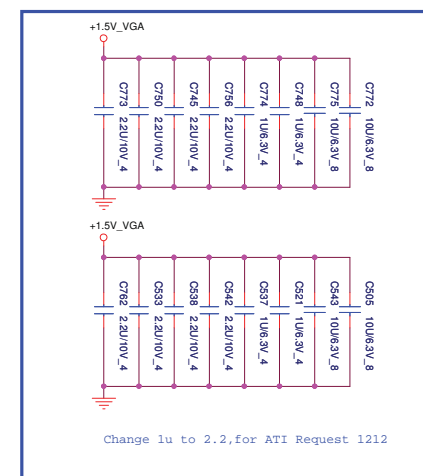 +1.5V_VGA
C773 2.2U/10V_4
C750 2.2U/10V_4
C745 2.2U/10V_4
C756 2.2U/10V_4
C774 1U/6.3V_4
C748 1U/6.3V_4
C775 10U/6.3V_8
C772 10U/6.3V_8
+1.5V_VGA
C762 2.2U/10V_4
C533 2.2U/10V_4
C538 2.2U/10V_4
C542 2.2U/10V_4
C537 1U/6.3V_4
C521 1U/6.3V_4
C543 10U/6.3V_8
C505 10U/6.3V_8
Change 1u to 2.2,for ATI Request 1212